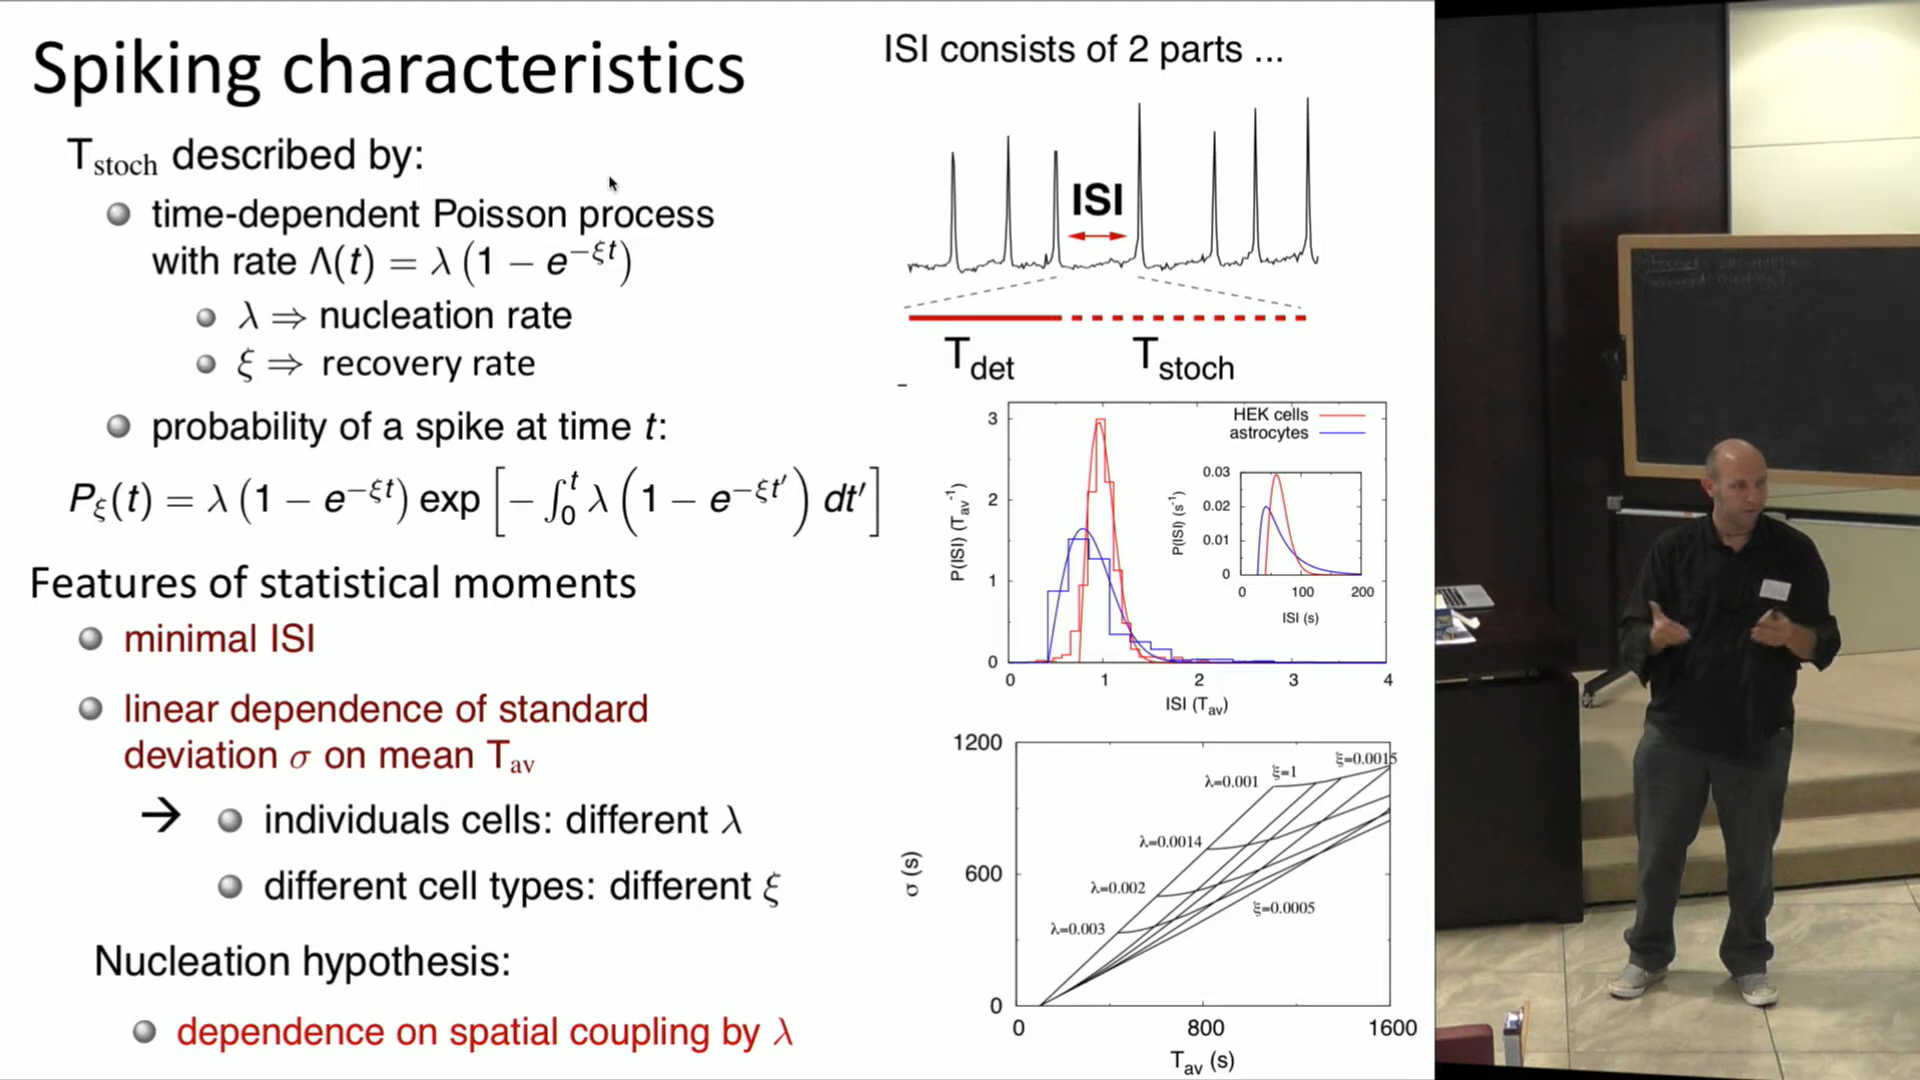 Spiking characteristics
T_stoch described by:
time-dependent Poisson process
with rate Λ(t) = λ (1 − e^{−ξt})
λ ⇒ nucleation rate
ξ ⇒ recovery rate
probability of a spike at time t:
P_ξ(t) = λ (1 − e^{−ξt}) exp [− ∫_0^t λ (1 − e^{−ξt'}) dt']
Features of statistical moments
minimal ISI
linear dependence of standard
deviation σ on mean T_av
→ individuals cells: different λ
different cell types: different ξ
Nucleation hypothesis:
dependence on spatial coupling by λ
ISI consists of 2 parts ...
ISI
T_det T_stoch
HEK cells
astrocytes
P(ISI) (T_av^-1)
3
2
1
0
0 1 2 3 4
ISI (T_av)
P(ISI) (s^-1)
0.03
0.02
0.01
0
0 100 200
ISI (s)
σ (s)
1200
600
0
0 800 1600
T_av (s)
ξ=0.0015
ξ=1
λ=0.001
λ=0.0014
λ=0.002
ξ=0.0005
λ=0.003